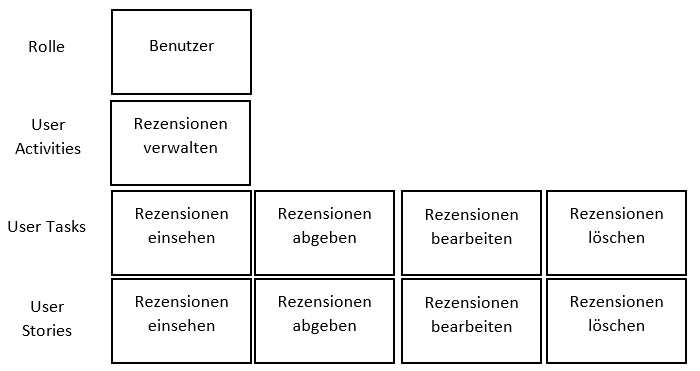 Rolle
Benutzer
User
Activities
Rezensionen
verwalten
User Tasks
Rezensionen
einsehen
Rezensionen
abgeben
Rezensionen
bearbeiten
Rezensionen
löschen
User
Stories
Rezensionen
einsehen
Rezensionen
abgeben
Rezensionen
bearbeiten
Rezensionen
löschen